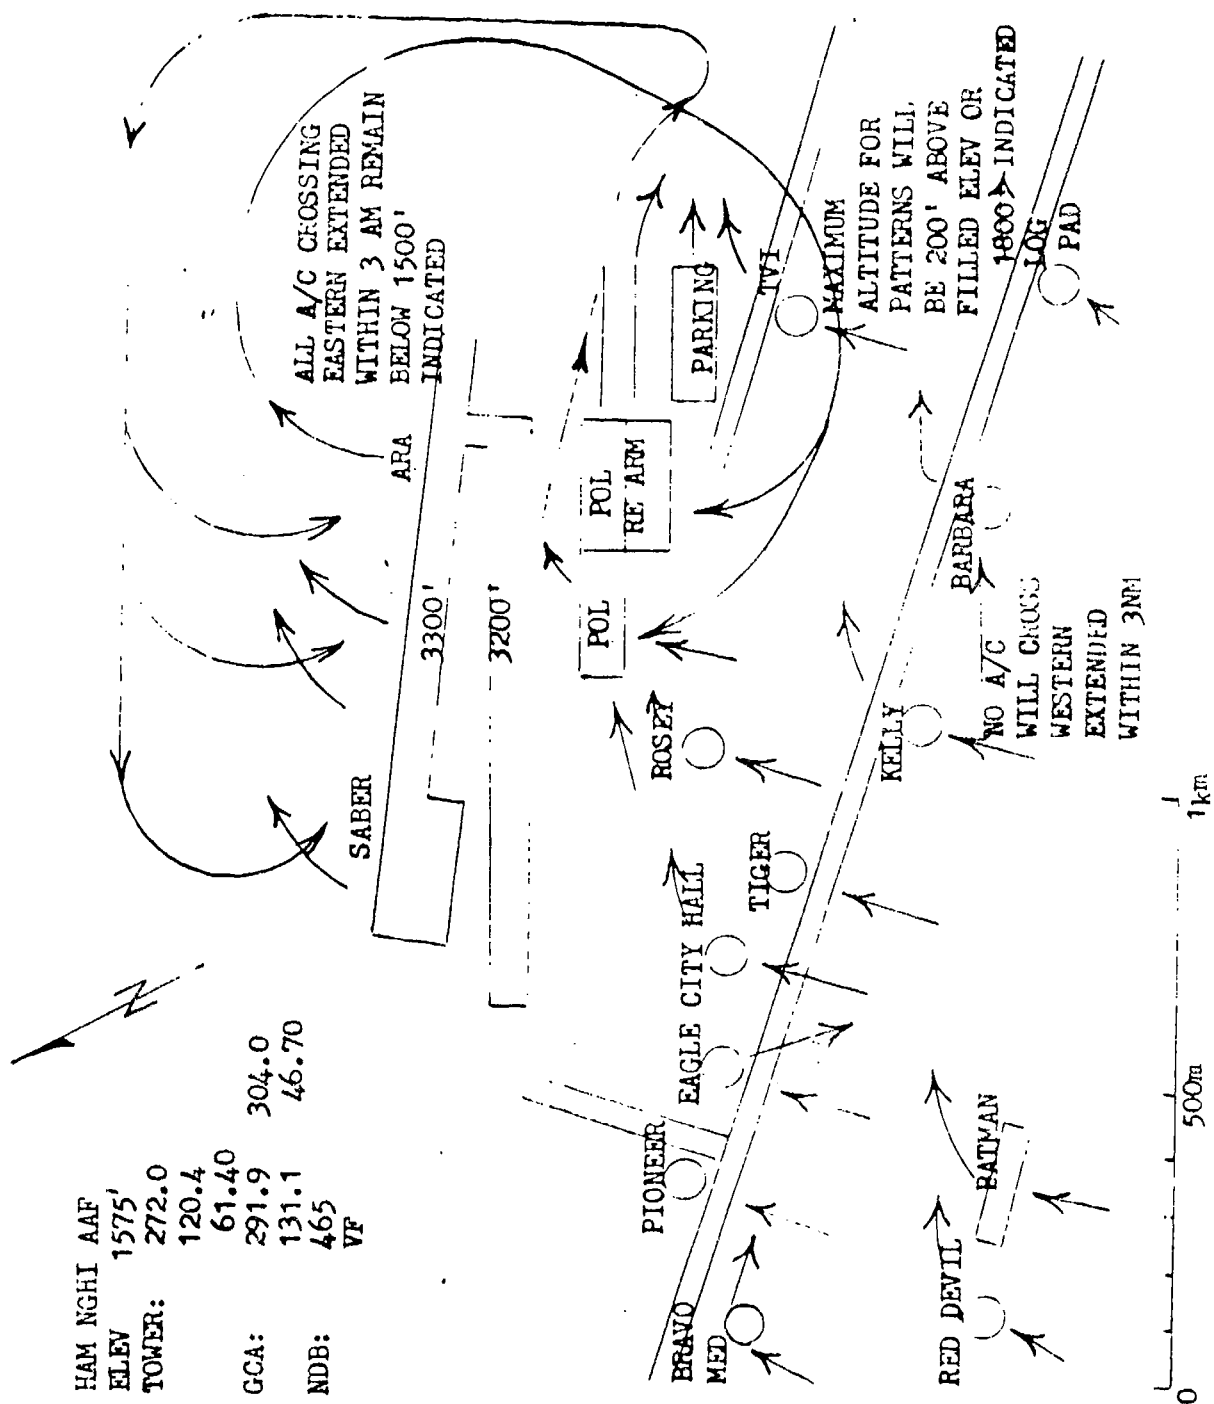 HAM NGHI AAF
ELEV 1575'
TOWER: 272.0
120.4
61.40
GCA: 291.9 304.0
131.1 46.70
NDB: 465
VF
SABER
ARA
ALL A/C CROSSING
EASTERN EXTENDED
WITHIN 3 AM REMAIN
BELOW 1500'
INDICATED
3300'
3200'
POL
POL
RE ARM
PARKING
TVI
MAXIMUM
ALTITUDE FOR
PATTERNS WILL
BE 200' ABOVE
FILLED ELEV OR
1800' INDICATED
LOG
PAD
PIONEER
EAGLE CITY HALL
ROSEY
TIGER
KELLY
BARBARA
NO A/C
WILL CROSS
WESTERN
EXTENDED
WITHIN 3NM
BRAVO
MED
RED DEVIL
BATMAN
N
0
500m
1km